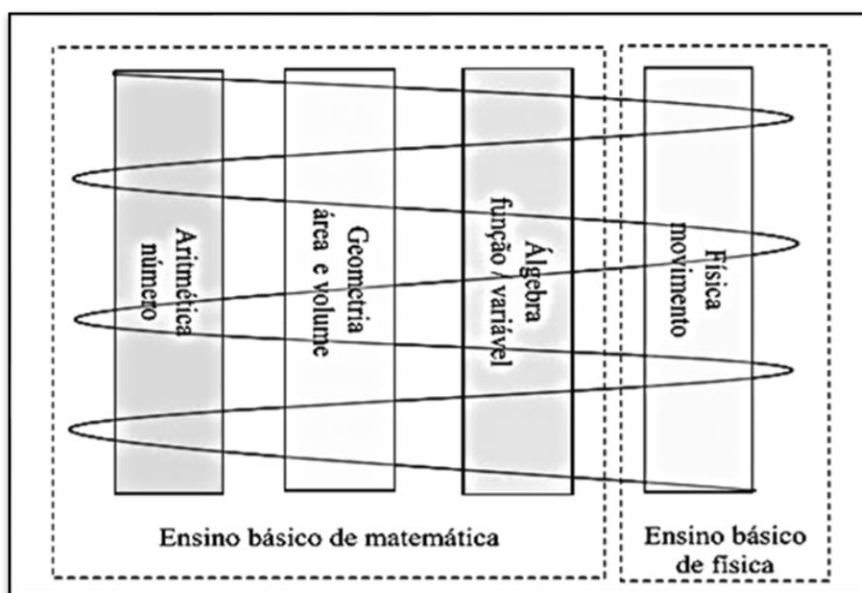 Aritmética
número
Geometria
área e volume
Álgebra
função / variável
Física
movimento
Ensino básico de matemática
Ensino básico
de física